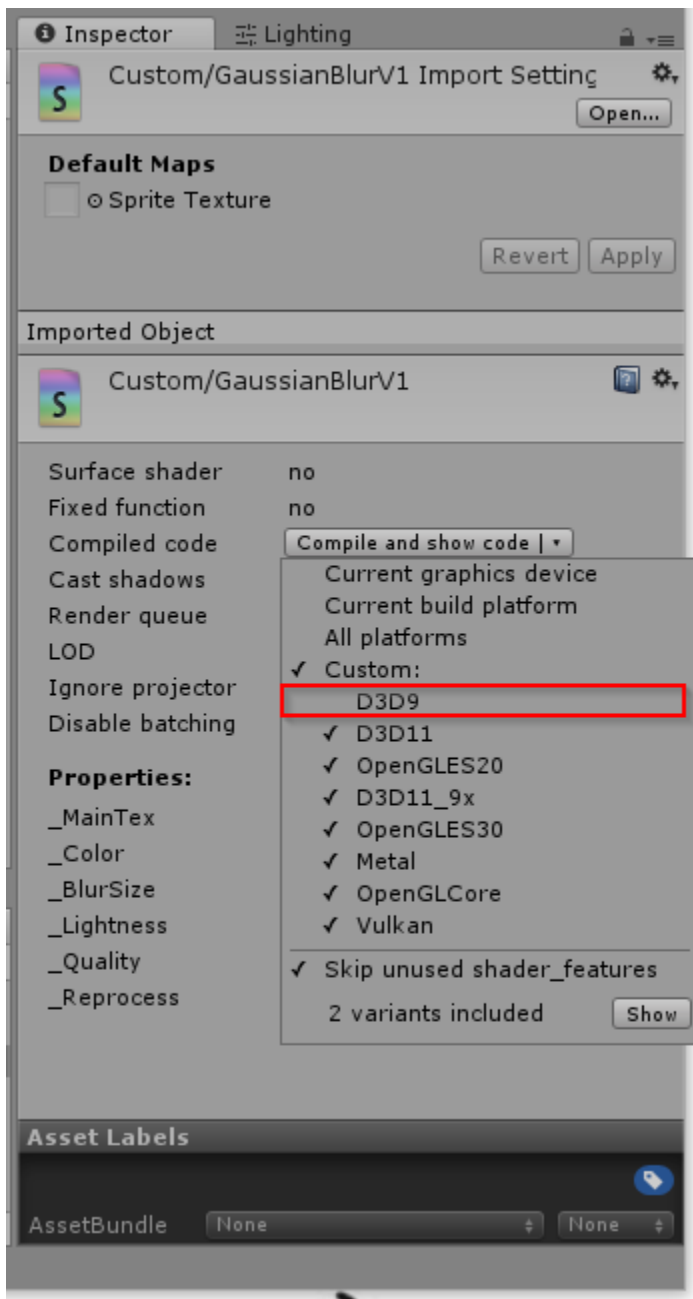 Inspector Lighting
Custom/GaussianBlurV1 Import Setting
S
Open...
Default Maps
Sprite Texture
Revert Apply
Imported Object
Custom/GaussianBlurV1
S
Surface shader no
Fixed function no
Compiled code Compile and show code |
Cast shadows
Render queue
LOD
Ignore projector
Disable batching
Properties:
_MainTex
_Color
_BlurSize
_Lightness
_Quality
_Reprocess
Current graphics device
Current build platform
All platforms
✓ Custom:
D3D9
✓ D3D11
✓ OpenGLES20
✓ D3D11_9x
✓ OpenGLES30
✓ Metal
✓ OpenGLCore
✓ Vulkan
✓ Skip unused shader_features
2 variants included Show
Asset Labels
AssetBundle None None